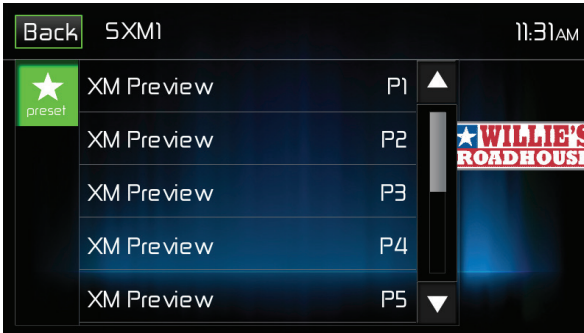 Back SXM1 11:31AM
preset
XM Preview P1
XM Preview P2
XM Preview P3
XM Preview P4
XM Preview P5
WILLIE'S
ROADHOUSE